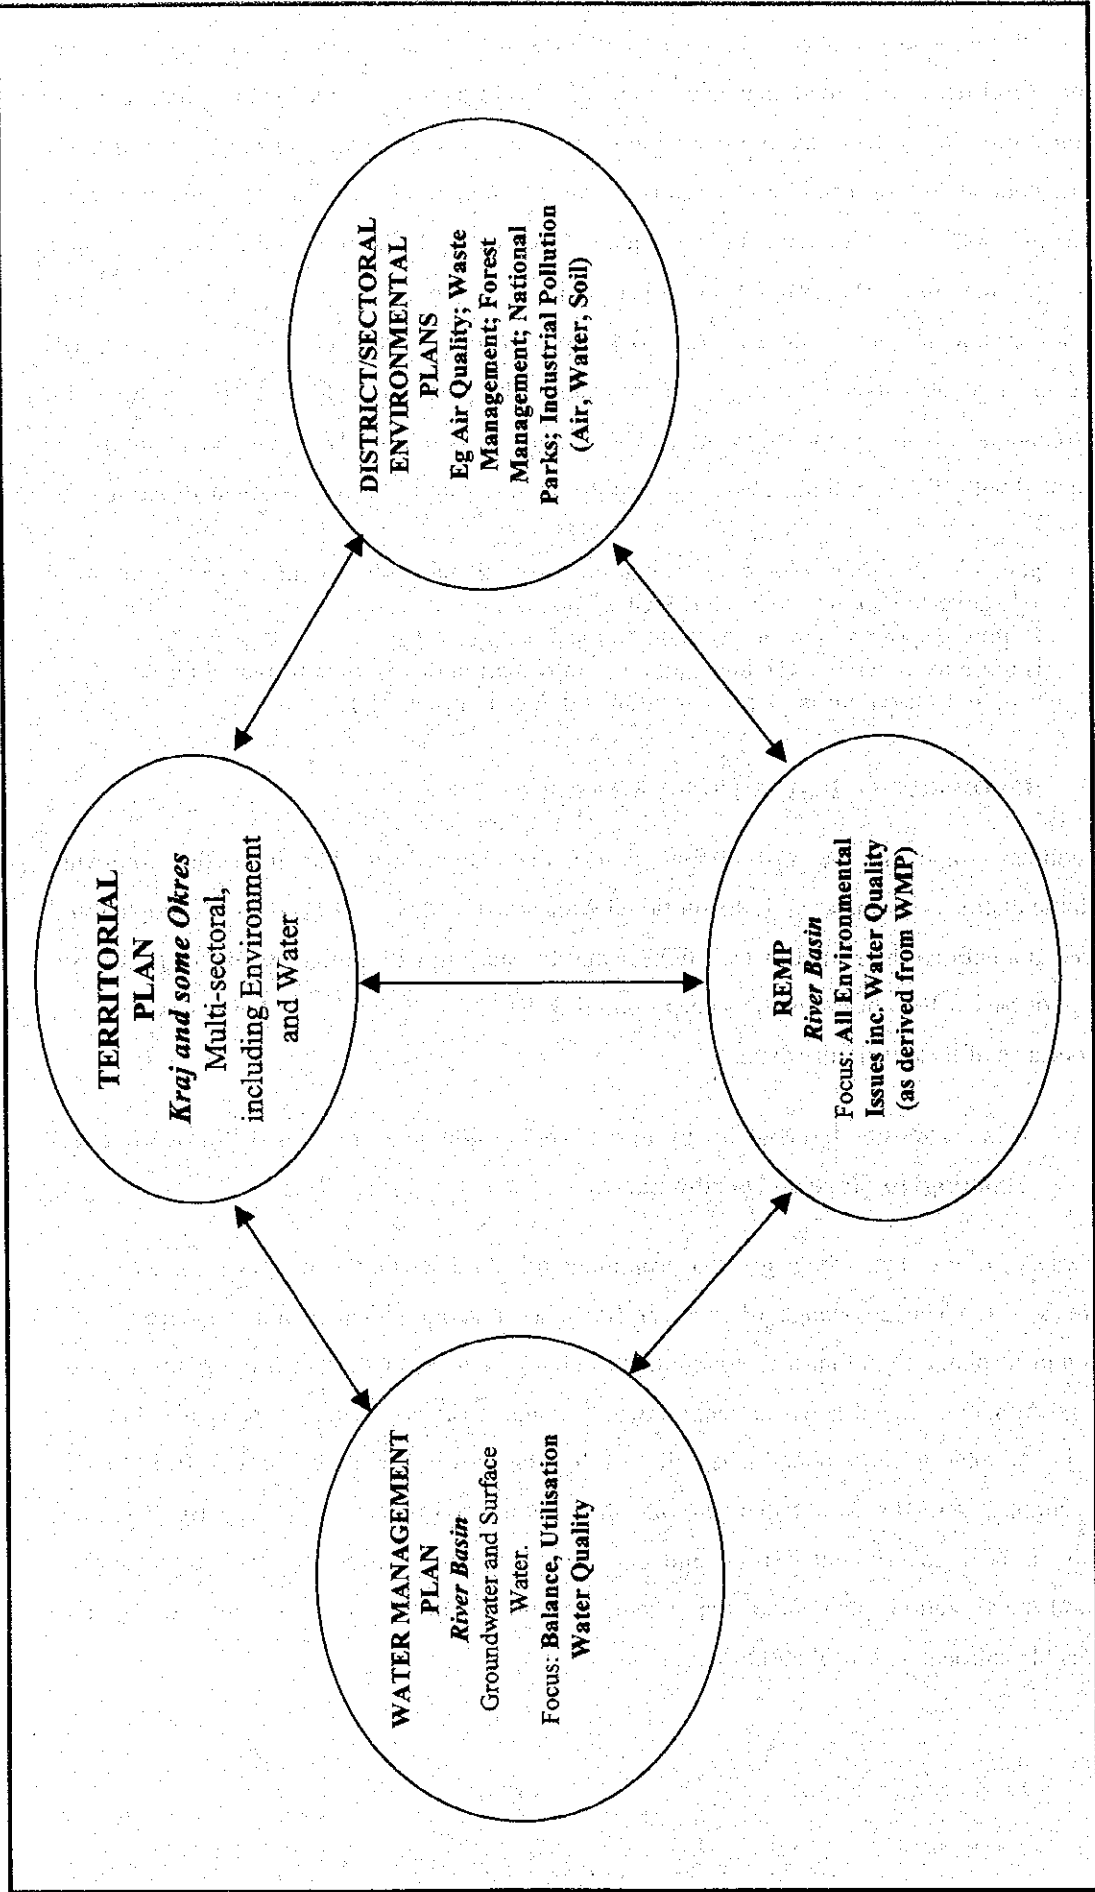 TERRITORIAL
PLAN
Kraj and some Okres
Multi-sectoral,
including Environment
and Water
WATER MANAGEMENT
PLAN
River Basin
Groundwater and Surface
Water.
Focus: Balance, Utilisation
Water Quality
DISTRICT/SECTORAL
ENVIRONMENTAL
PLANS
Eg Air Quality; Waste
Management; Forest
Management; National
Parks; Industrial Pollution
(Air, Water, Soil)
REMP
River Basin
Focus: All Environmental
Issues inc. Water Quality
(as derived from WMP)